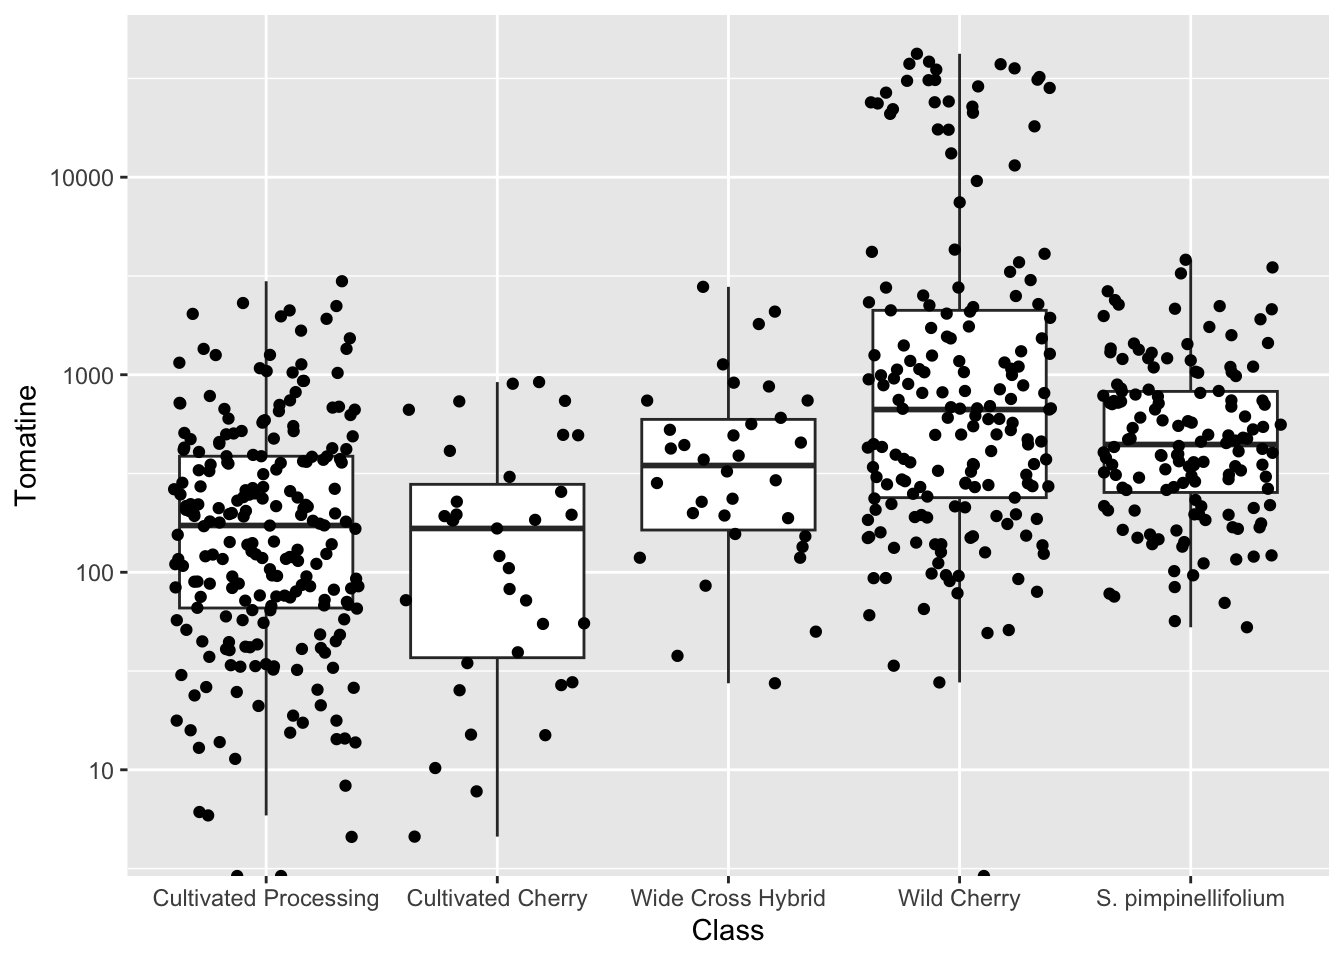 Tomatine
10000
1000
100
10
Cultivated Processing
Cultivated Cherry
Wide Cross Hybrid
Wild Cherry
S. pimpinellifolium
Class